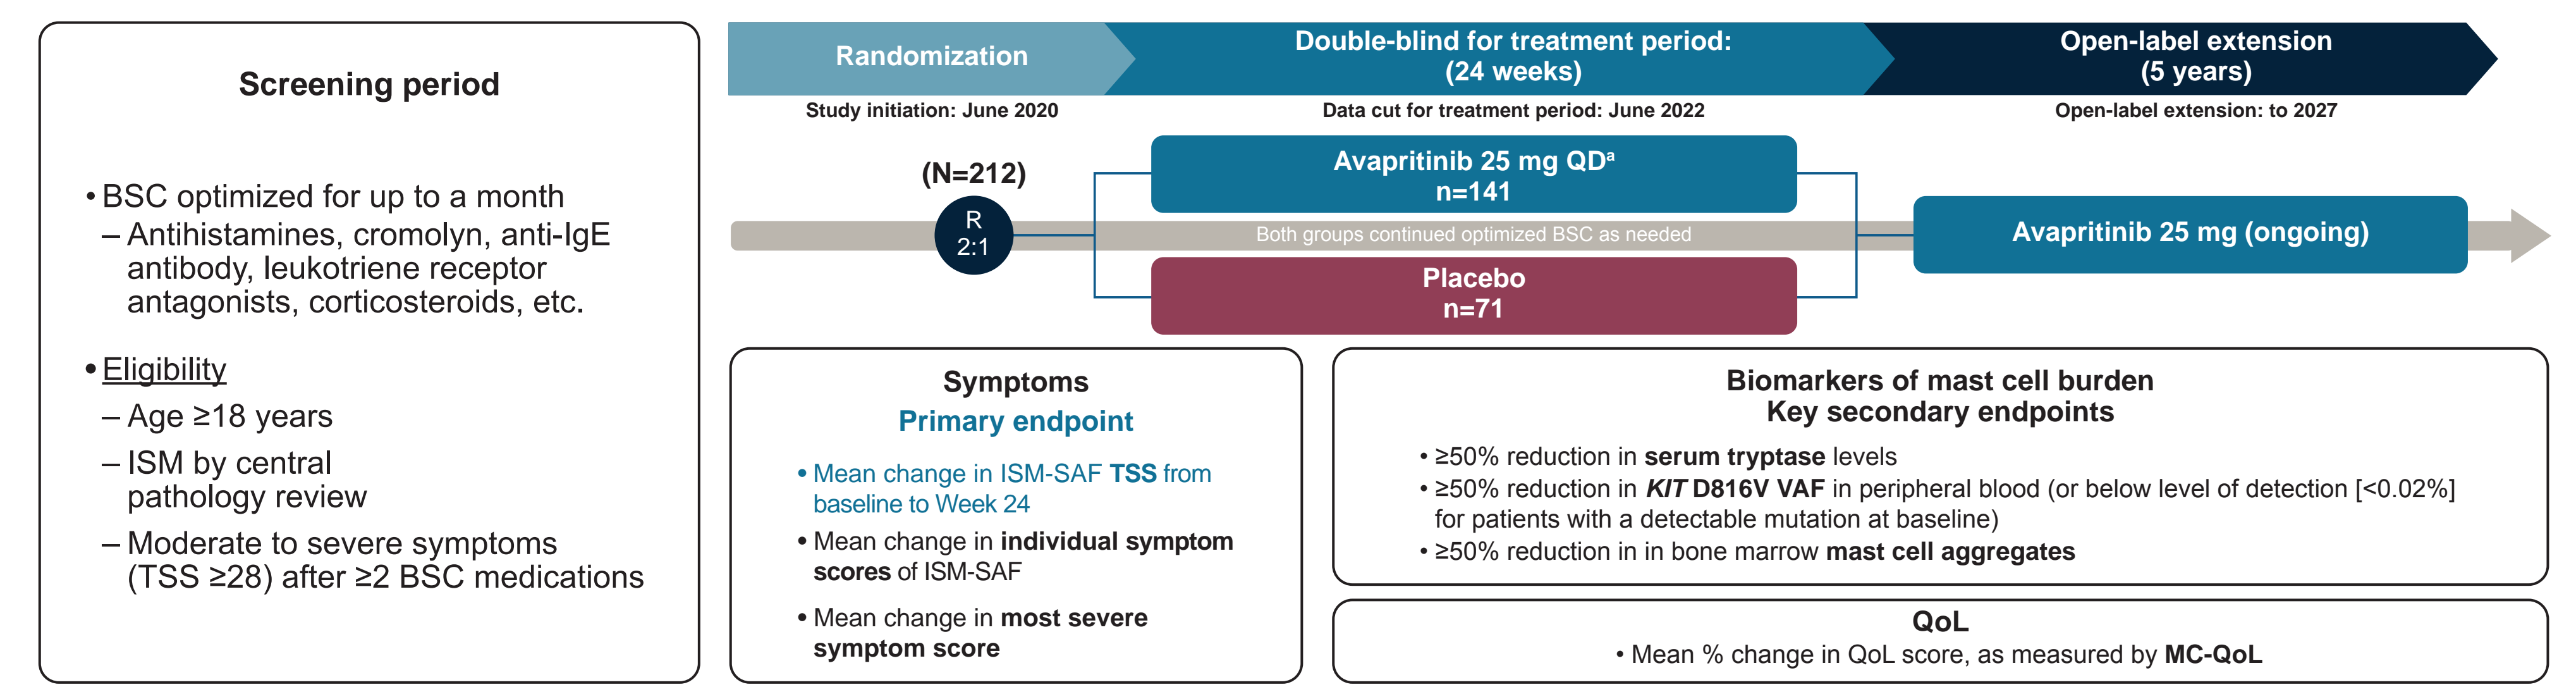 Screening period
• BSC optimized for up to a month
– Antihistamines, cromolyn, anti-IgE
antibody, leukotriene receptor
antagonists, corticosteroids, etc.
• Eligibility
– Age ≥18 years
– ISM by central
pathology review
– Moderate to severe symptoms
(TSS ≥28) after ≥2 BSC medications
Randomization
Study initiation: June 2020
Double-blind for treatment period:
(24 weeks)
Data cut for treatment period: June 2022
Open-label extension
(5 years)
Open-label extension: to 2027
(N=212)
R
2:1
Avapritinib 25 mg QDᵃ
n=141
Both groups continued optimized BSC as needed
Placebo
n=71
Avapritinib 25 mg (ongoing)
Symptoms
Primary endpoint
• Mean change in ISM-SAF TSS from
baseline to Week 24
• Mean change in individual symptom
scores of ISM-SAF
• Mean change in most severe
symptom score
Biomarkers of mast cell burden
Key secondary endpoints
• ≥50% reduction in serum tryptase levels
• ≥50% reduction in KIT D816V VAF in peripheral blood (or below level of detection [<0.02%]
for patients with a detectable mutation at baseline)
• ≥50% reduction in in bone marrow mast cell aggregates
QoL
• Mean % change in QoL score, as measured by MC-QoL